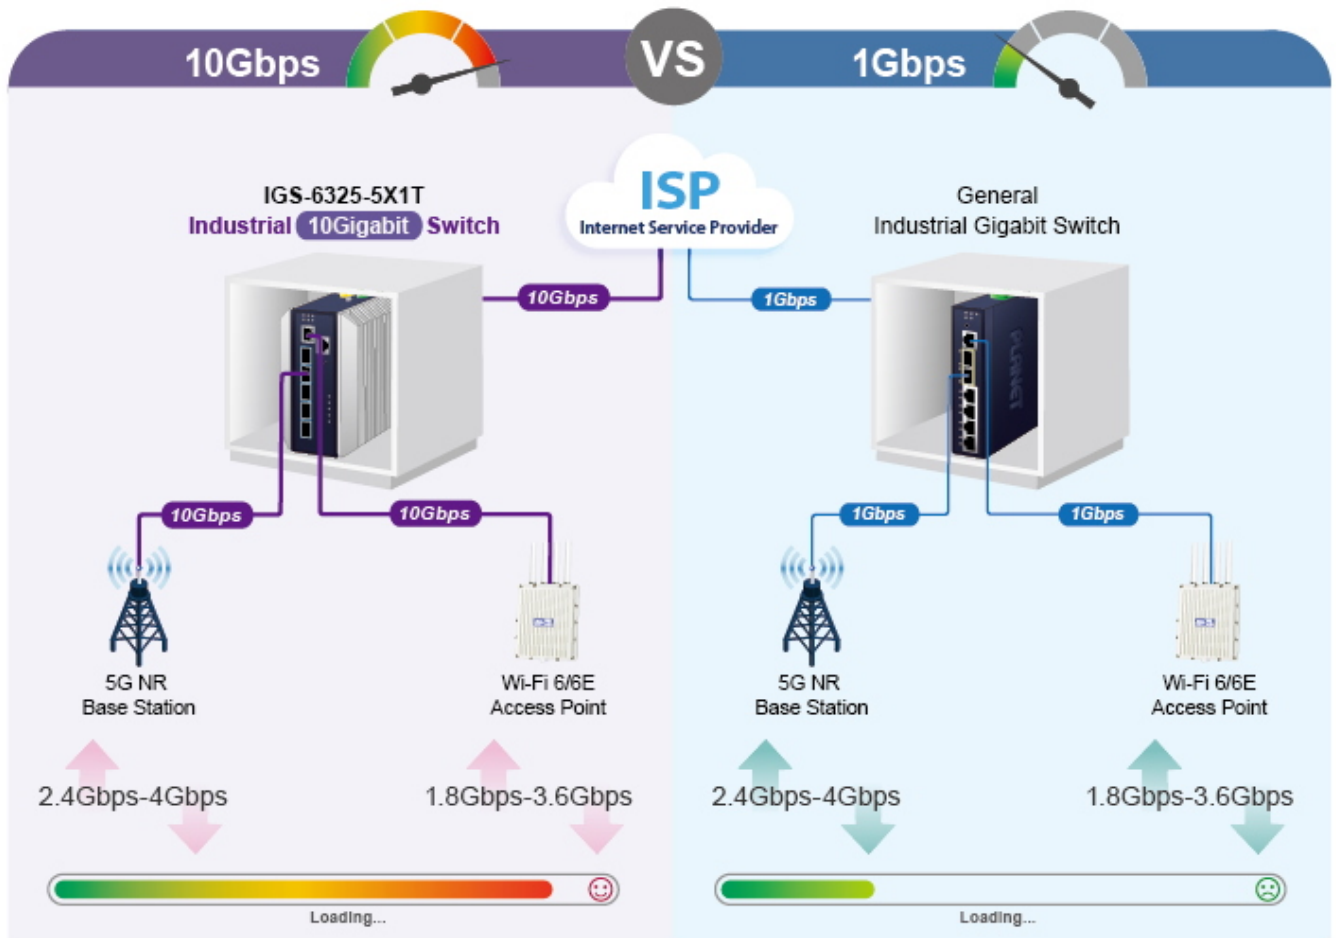 10Gbps
VS
1Gbps
ISP
Internet Service Provider
IGS-6325-5X1T
Industrial 10Gigabit Switch
General
Industrial Gigabit Switch
10Gbps
1Gbps
PLANET
10Gbps
10Gbps
1Gbps
1Gbps
5G NR
Base Station
Wi-Fi 6/6E
Access Point
5G NR
Base Station
Wi-Fi 6/6E
Access Point
2.4Gbps-4Gbps
1.8Gbps-3.6Gbps
2.4Gbps-4Gbps
1.8Gbps-3.6Gbps
Loading...
Loading...